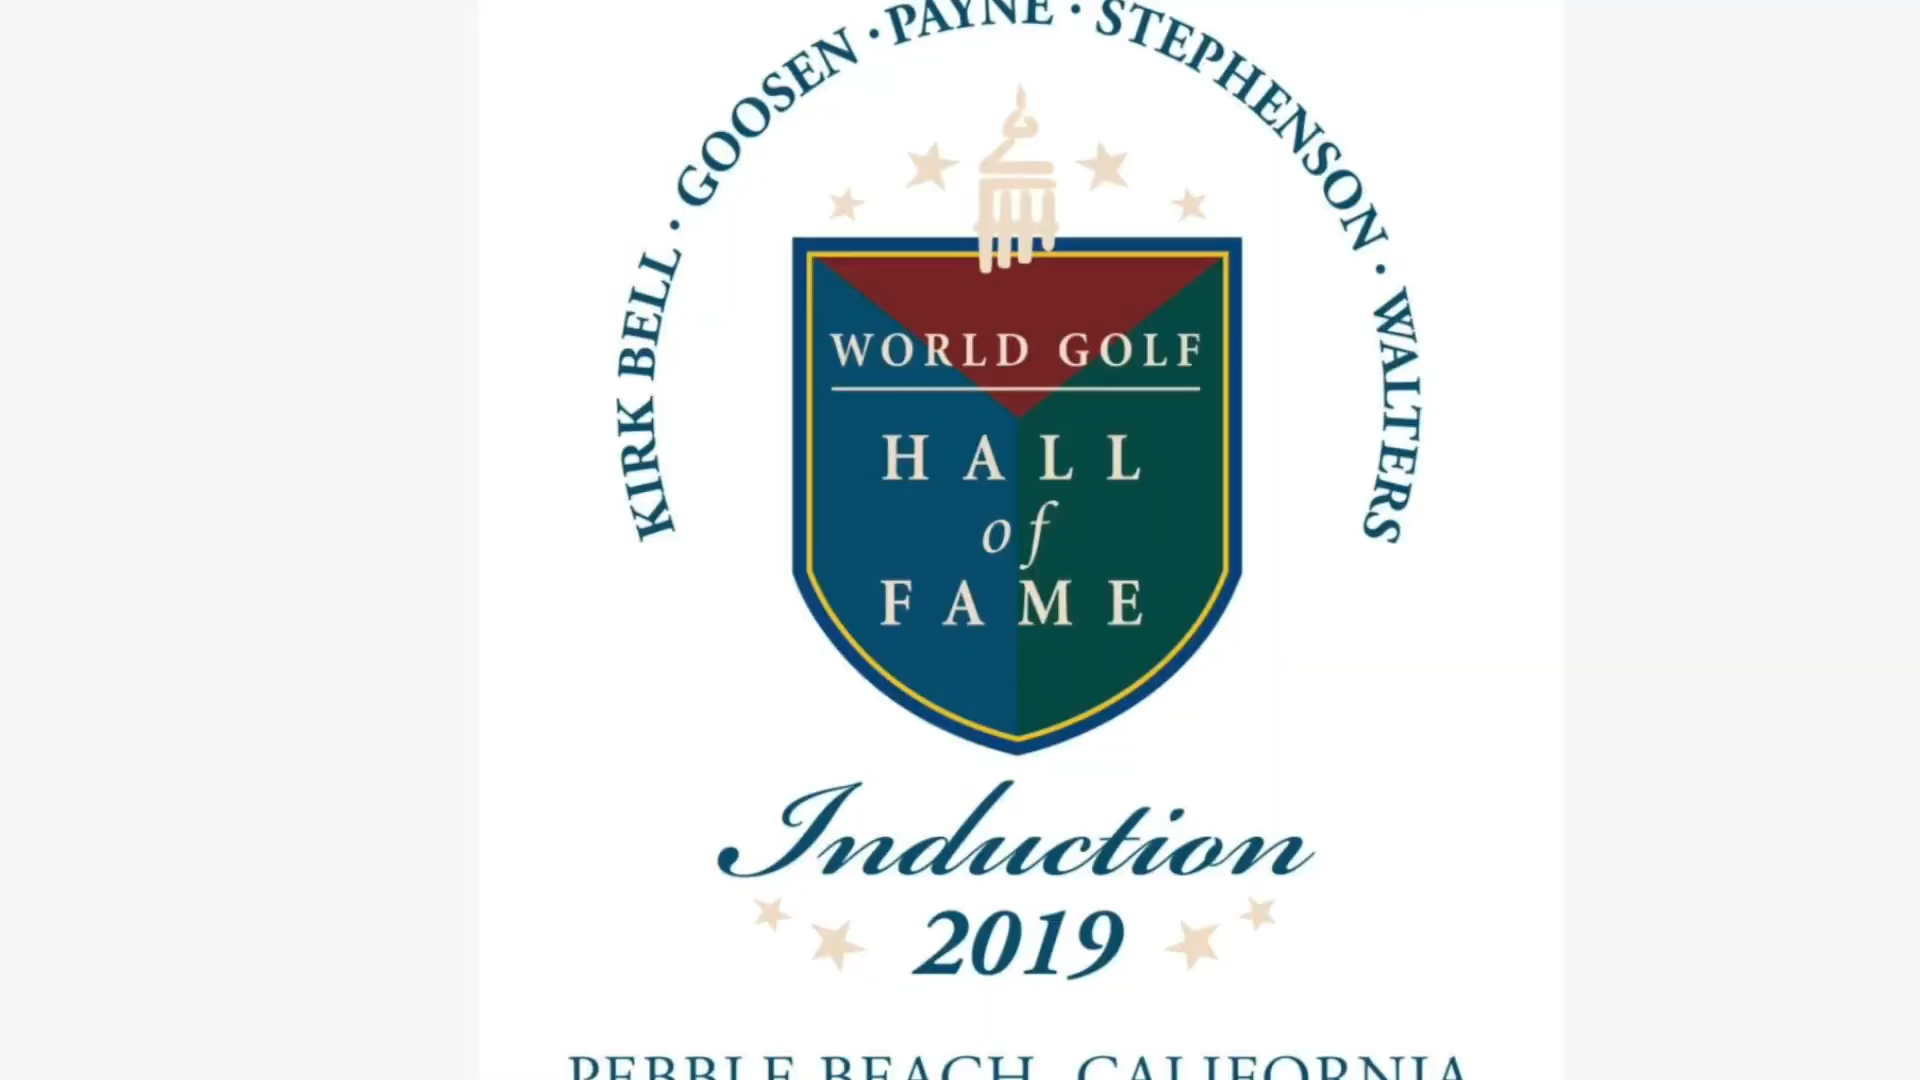 KIRK BELL · GOOSEN · PAYNE · STEPHENSON · WALTERS
WORLD GOLF
HALL
of
FAME
Induction
2019
PEBBLE BEACH, CALIFORNIA